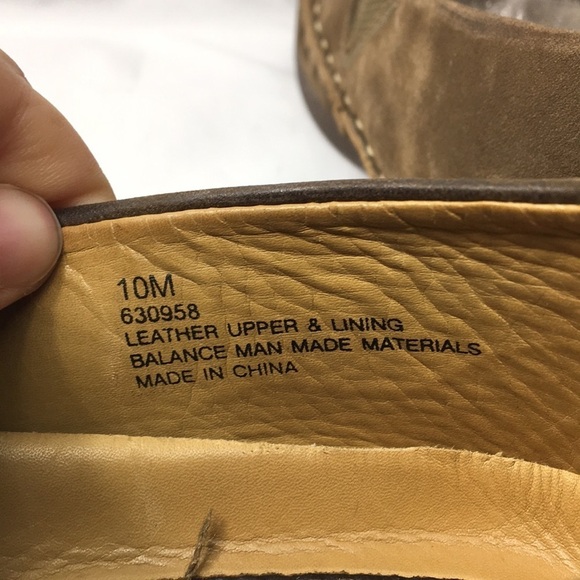 10M
630958
LEATHER UPPER & LINING
BALANCE MAN MADE MATERIALS
MADE IN CHINA